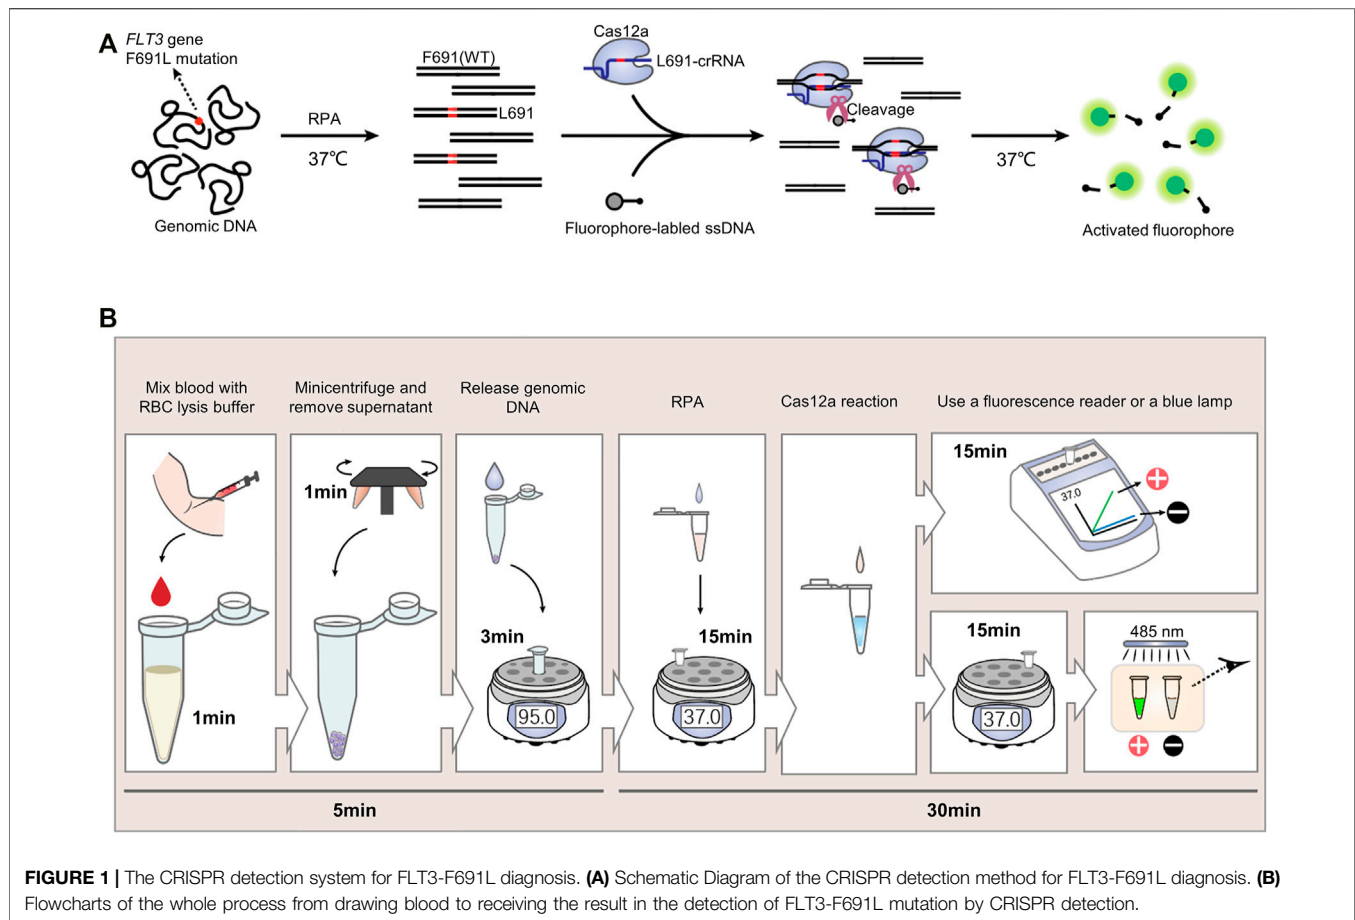 A
FLT3 gene
F691L mutation
Genomic DNA
RPA
37℃
F691(WT)
L691
Cas12a
L691-crRNA
Fluorophore-labled ssDNA
Cleavage
37℃
Activated fluorophore
B
Mix blood with
RBC lysis buffer
1min
Minicentrifuge and
remove supernatant
1min
Release genomic
DNA
3min
95.0
RPA
15min
37.0
Cas12a reaction
Use a fluorescence reader or a blue lamp
15min
37.0
15min
37.0
485 nm
5min
30min
FIGURE 1 | The CRISPR detection system for FLT3-F691L diagnosis. (A) Schematic Diagram of the CRISPR detection method for FLT3-F691L diagnosis. (B)
Flowcharts of the whole process from drawing blood to receiving the result in the detection of FLT3-F691L mutation by CRISPR detection.